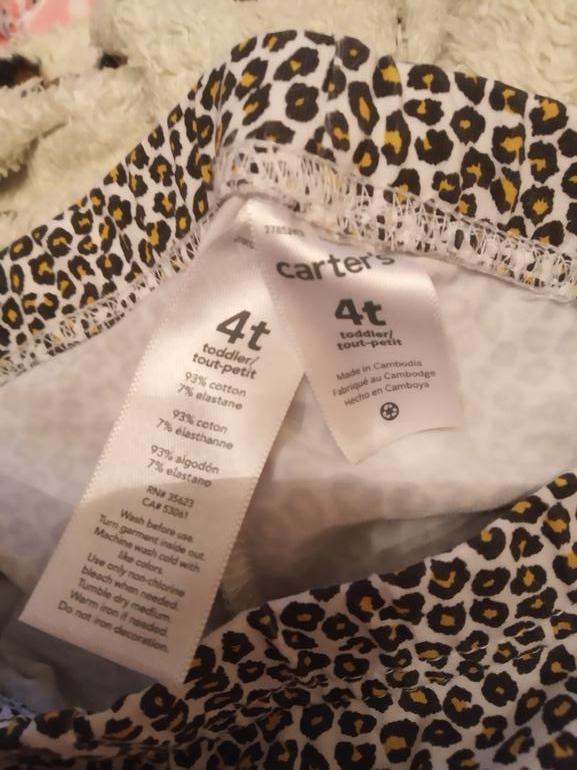 4t
toddler/
tout-petit
93% cotton
7% elastane
93% coton
7% élasthanne
93% algodón
7% elastano
RN# 35623
CA# 53061
Wash before use.
Turn garment inside out.
Machine wash cold with
like colors.
Use only non-chlorine
bleach when needed.
Tumble dry medium.
Warm iron if needed.
Do not iron decoration.
carter's
4t
toddler/
tout-petit
Made in Cambodia
Fabriqué au Cambodge
Hecho en Camboya